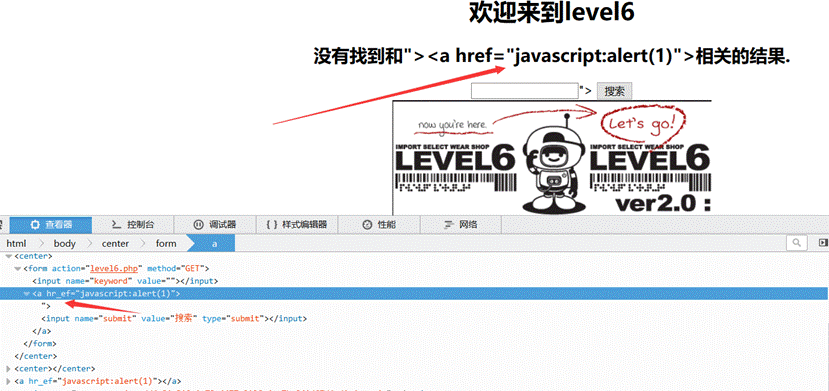 欢迎来到level6
没有找到和"><a href="javascript:alert(1)">相关的结果.
"> 搜索
now you're here. Let's go!
IMPORT SELECT WEAR SHOP IMPORT SELECT WEAR SHOP
LEVEL6 LEVEL6
ver2.0 :
查看器 控制台 调试器 { } 样式编辑器 性能 网络
html body center form a
<center>
<form action="level6.php" method="GET">
<input name="keyword" value=""></input>
<a hr_ef="javascript:alert(1)">
">
<input name="submit" value="搜索" type="submit"></input>
</a>
</form>
</center>
<center></center>
<a hr_ef="javascript:alert(1)"></a>